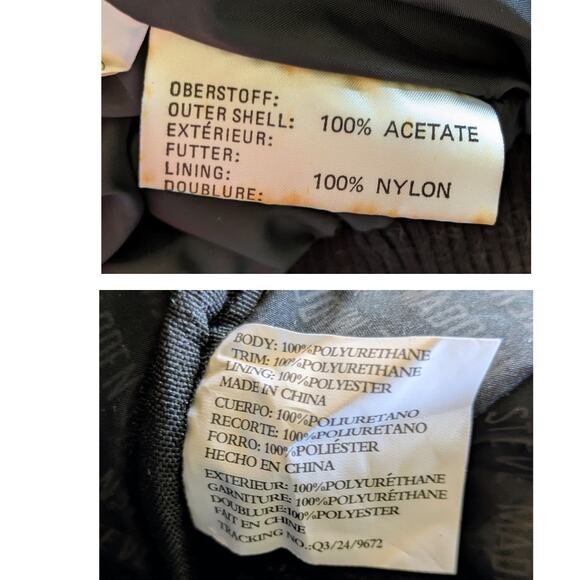 OBERSTOFF:
OUTER SHELL: 100% ACETATE
EXTÉRIEUR:
FUTTER:
LINING: 100% NYLON
DOUBLURE:
BODY: 100%POLYURETHANE
TRIM: 100%POLYURETHANE
LINING: 100%POLYESTER
MADE IN CHINA
CUERPO: 100%POLIURETANO
RECORTE: 100%POLIURETANO
FORRO: 100%POLIÉSTER
HECHO EN CHINA
EXTERIEUR: 100%POLYURÉTHANE
GARNITURE: 100%POLYURÉTHANE
DOUBLURE:100%POLYESTER
FAIT EN CHINE
TRACKING NO.:Q3/24/9672